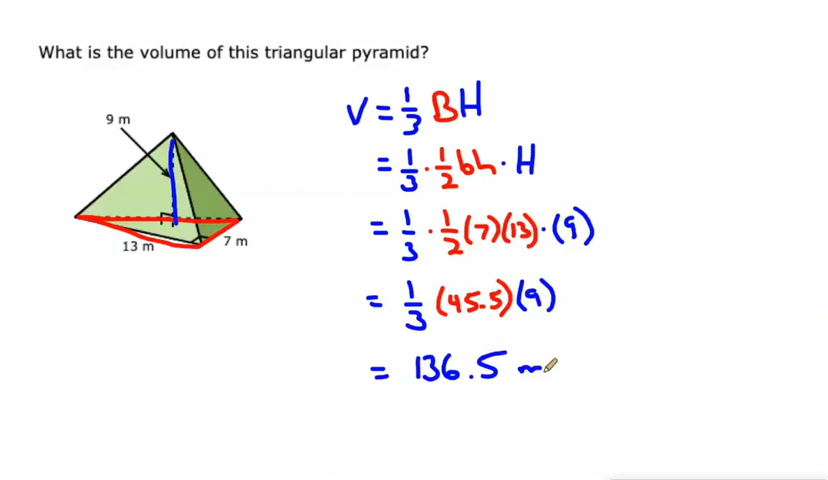 What is the volume of this triangular pyramid?
9 m
13 m
7 m
V = 1/3 BH
= 1/3 · 1/2 bh · H
= 1/3 · 1/2 (7)(13) · (9)
= 1/3 (45.5)(9)
= 136.5 m